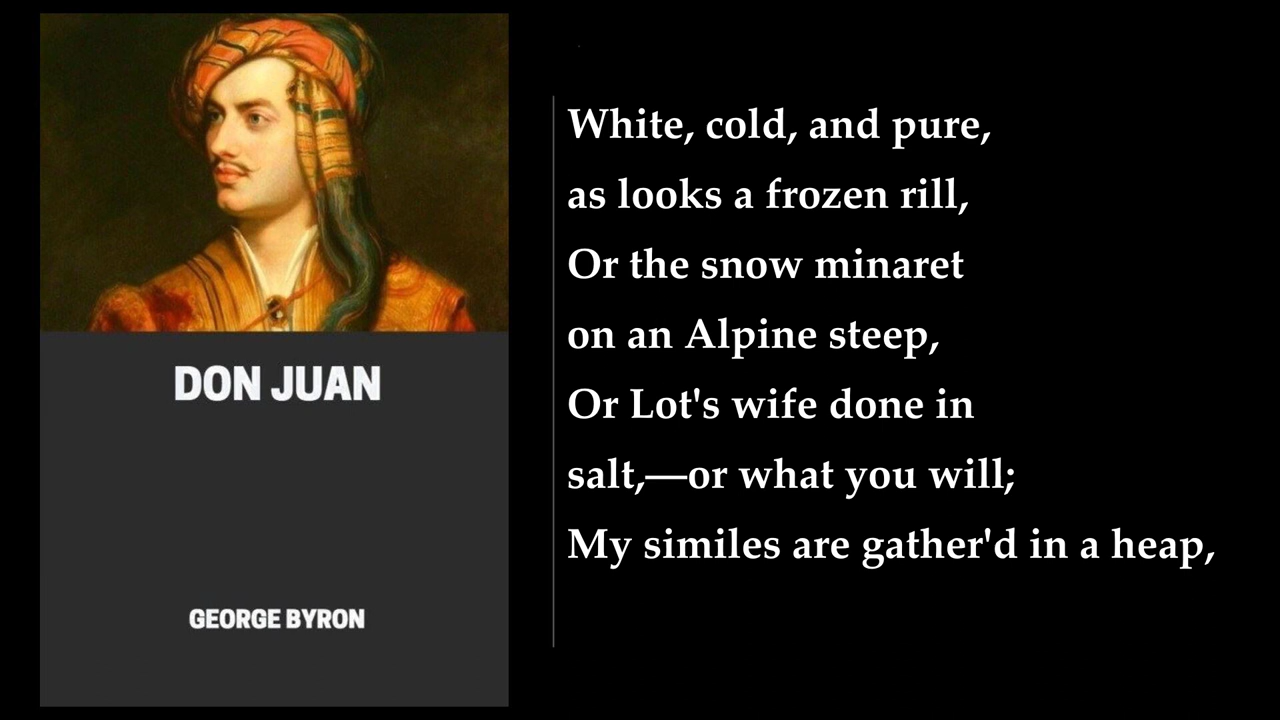 DON JUAN
GEORGE BYRON
White, cold, and pure,
as looks a frozen rill,
Or the snow minaret
on an Alpine steep,
Or Lot's wife done in
salt,—or what you will;
My similes are gather'd in a heap,